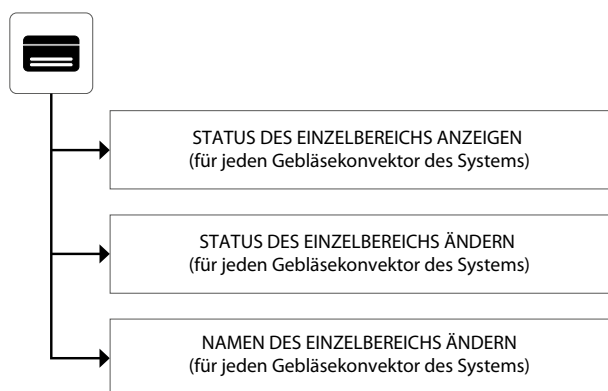 STATUS DES EINZELBEREICHS ANZEIGEN
(für jeden Gebläsekonvektor des Systems)
STATUS DES EINZELBEREICHS ÄNDERN
(für jeden Gebläsekonvektor des Systems)
NAMEN DES EINZELBEREICHS ÄNDERN
(für jeden Gebläsekonvektor des Systems)